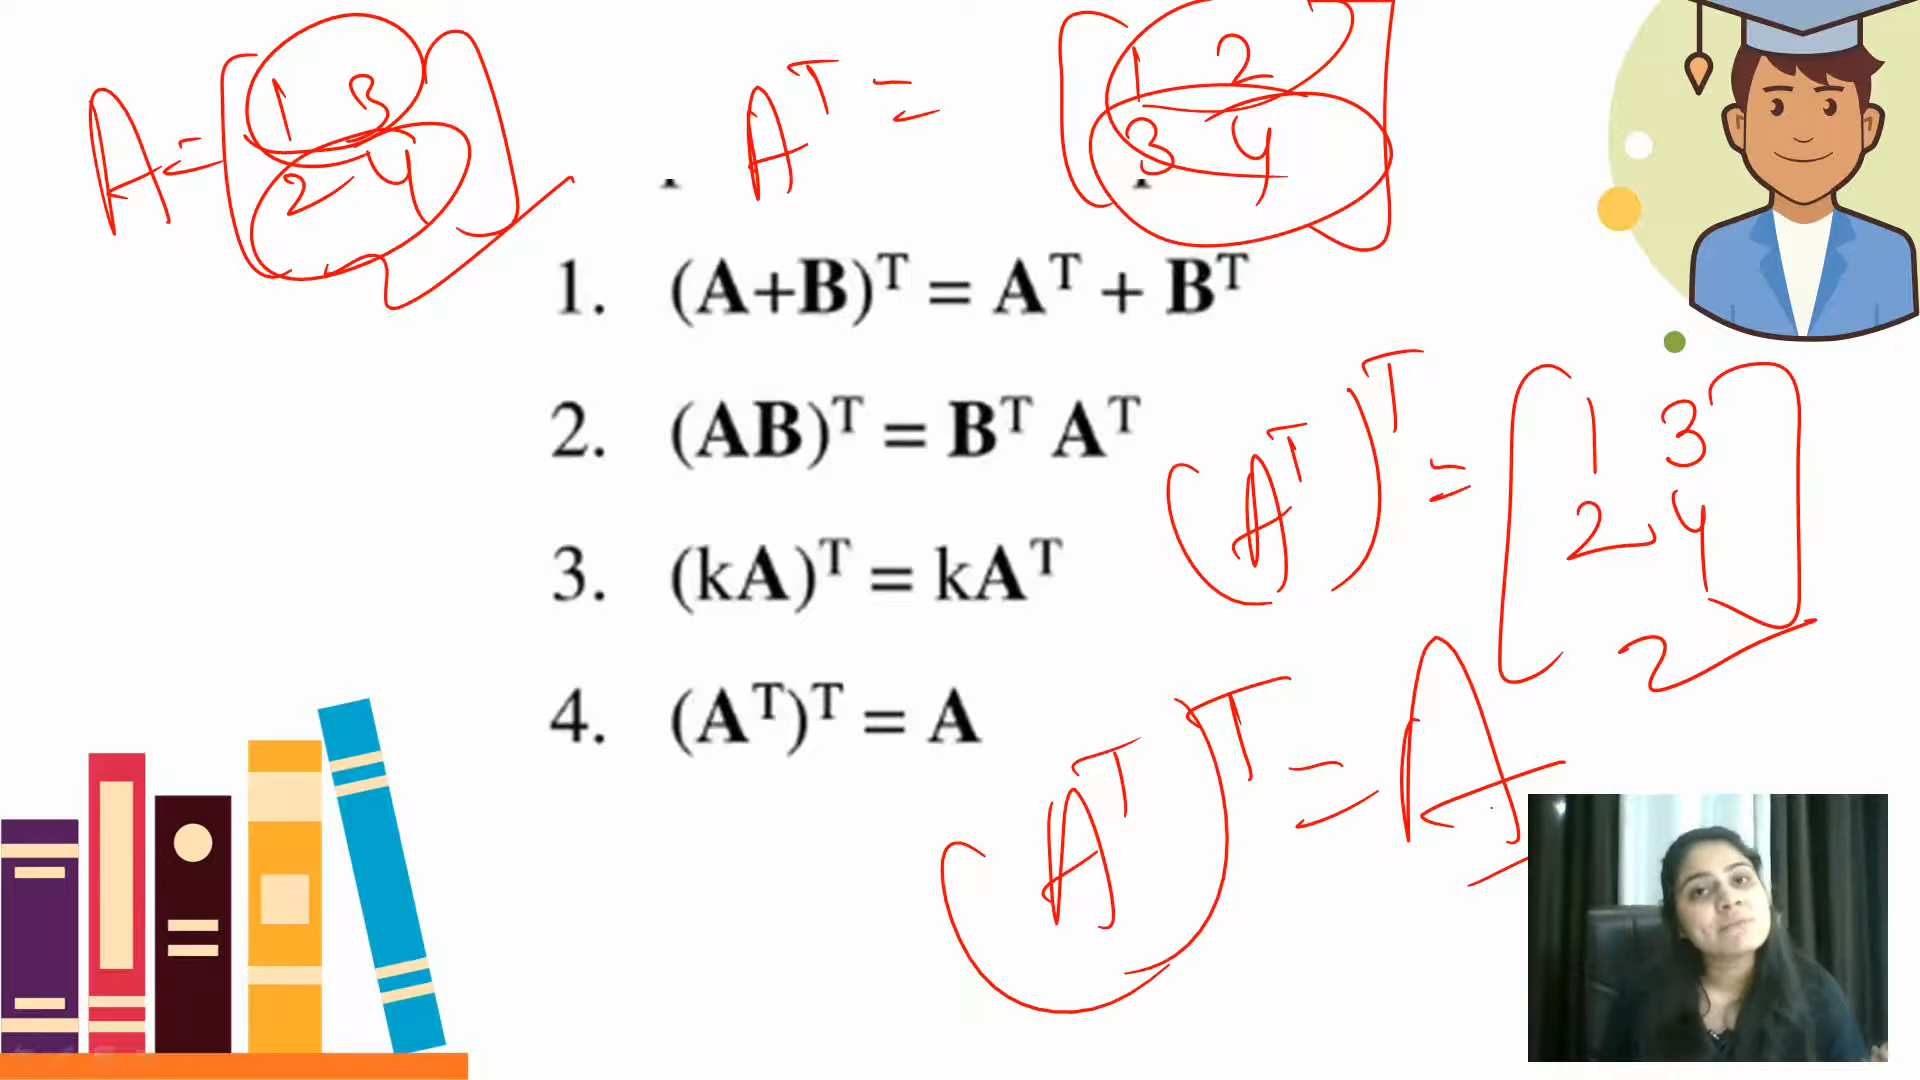 A = [1 3
2 4]
A^T = [1 2
3 4]
1. (A+B)^T = A^T + B^T
2. (AB)^T = B^T A^T
3. (kA)^T = kA^T
4. (A^T)^T = A
(A^T)^T = [1 3
2 4]
(A^T)^T = A